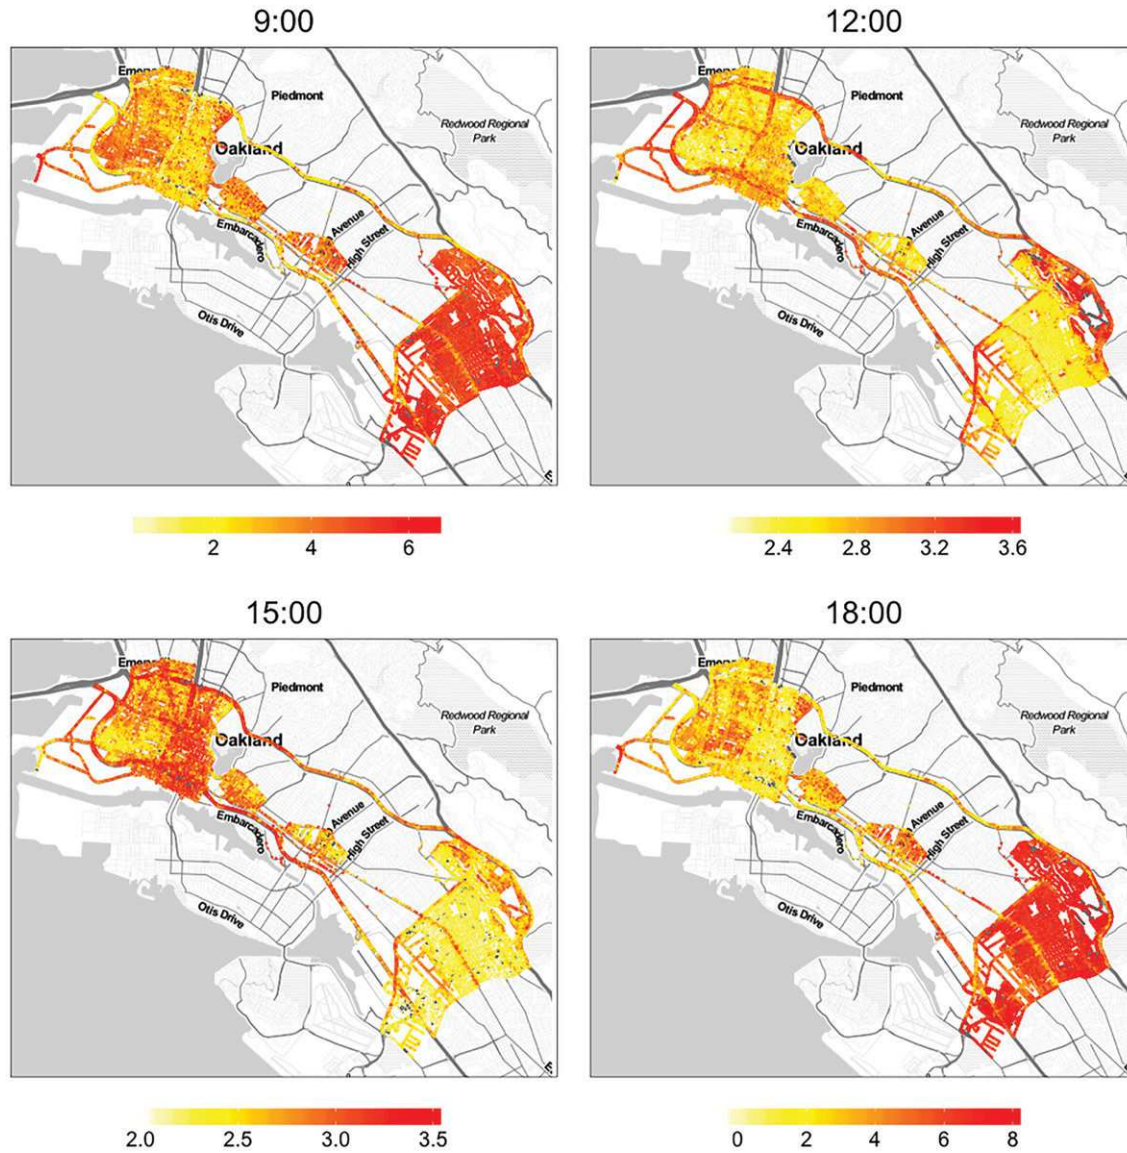 9:00
12:00
Piedmont
Redwood Regional
Park
Oakland
Avenue
High Street
Embarcadero
Otis Drive
Piedmont
Redwood Regional
Park
Oakland
Avenue
High Street
Embarcadero
Otis Drive
2 4 6
2.4 2.8 3.2 3.6
15:00
18:00
Piedmont
Redwood Regional
Park
Oakland
Avenue
High Street
Embarcadero
Otis Drive
Piedmont
Redwood Regional
Park
Oakland
Avenue
High Street
Embarcadero
Otis Drive
2.0 2.5 3.0 3.5
0 2 4 6 8